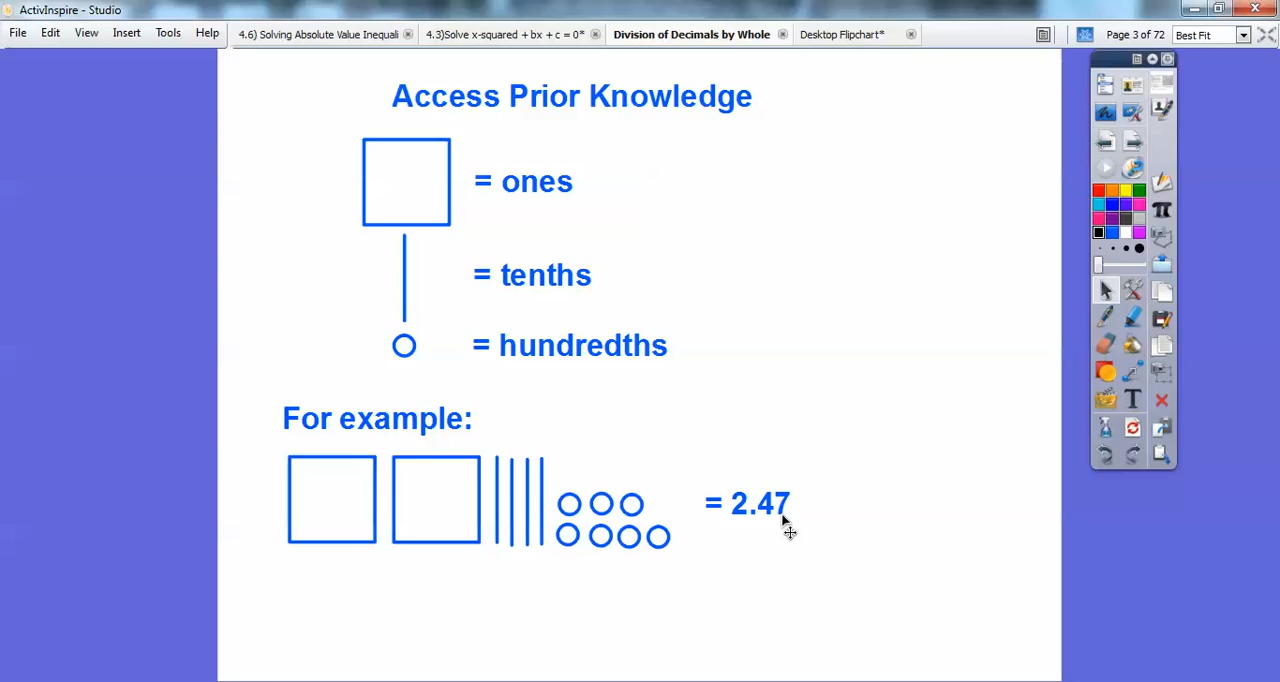 ActivInspire - Studio
File Edit View Insert Tools Help
4.6) Solving Absolute Value Inequali 4.3)Solve x-squared + bx + c = 0* Division of Decimals by Whole Desktop Flipchart*
Page 3 of 72 Best Fit
Access Prior Knowledge
= ones
= tenths
= hundredths
For example:
= 2.47